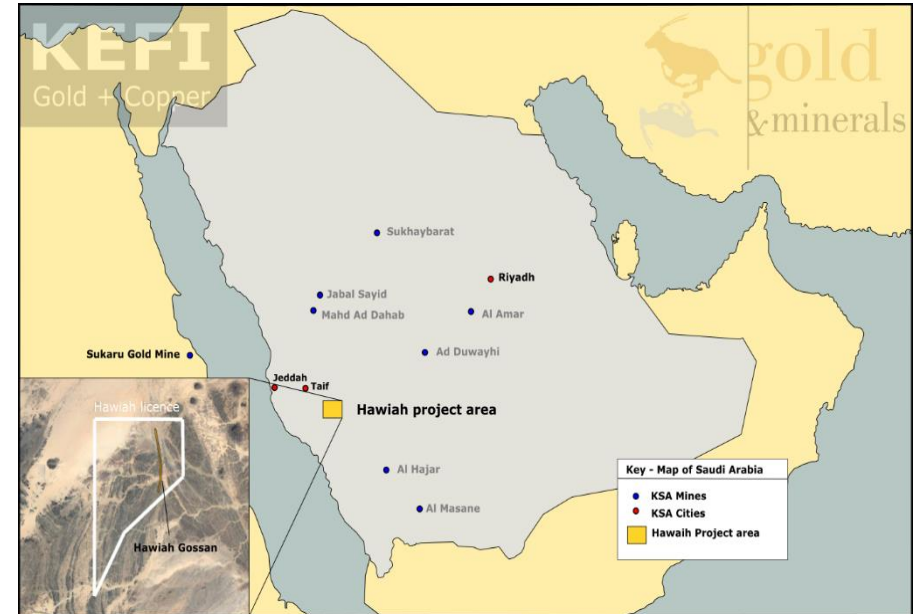 KEFI
Gold + Copper
gold
&minerals
Sukhaybarat
Riyadh
Jabal Sayid
Mahd Ad Dahab
Al Amar
Sukaru Gold Mine
Ad Duwayhi
Jeddah
Taif
Hawiah licence
Hawiah project area
Hawiah Gossan
Al Hajar
Al Masane
Key - Map of Saudi Arabia
KSA Mines
KSA Cities
Hawaih Project area